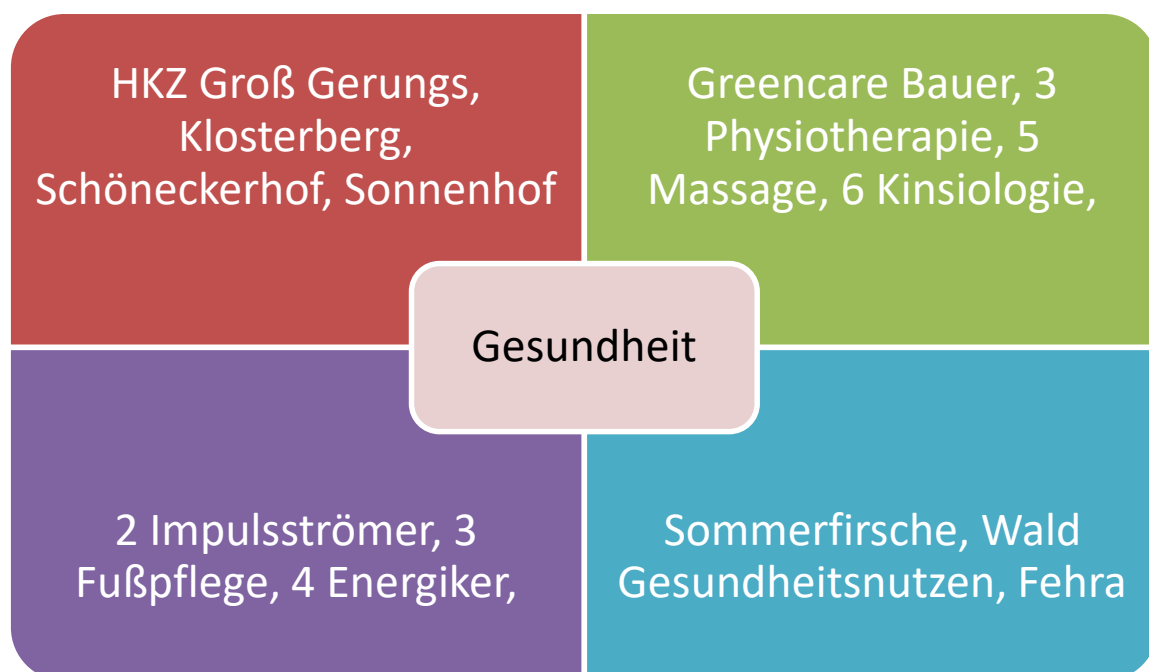 HKZ Groß Gerungs,
Klosterberg,
Schöneckerhof, Sonnenhof
Greencare Bauer, 3
Physiotherapie, 5
Massage, 6 Kinsiologie,
Gesundheit
2 Impulsströmer, 3
Fußpflege, 4 Energiker,
Sommerfirsche, Wald
Gesundheitsnutzen, Fehra